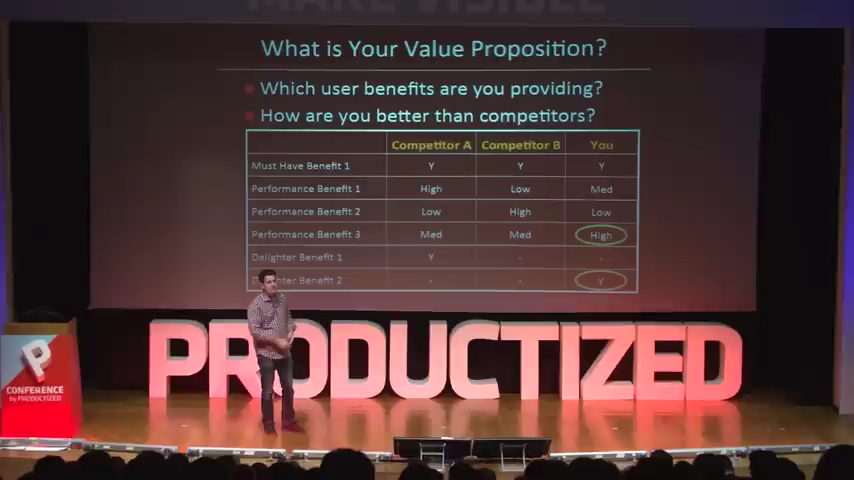 MAKE VISIBLE
What is Your Value Proposition?
Which user benefits are you providing?
How are you better than competitors?
Competitor A Competitor B You
Must Have Benefit 1 Y Y Y
Performance Benefit 1 High Low Med
Performance Benefit 2 Low High Low
Performance Benefit 3 Med Med High
Delighter Benefit 1 Y - -
Benefit 2 - - Y
PRODUCTIZED
P
CONFERENCE
by PRODUCTIZED